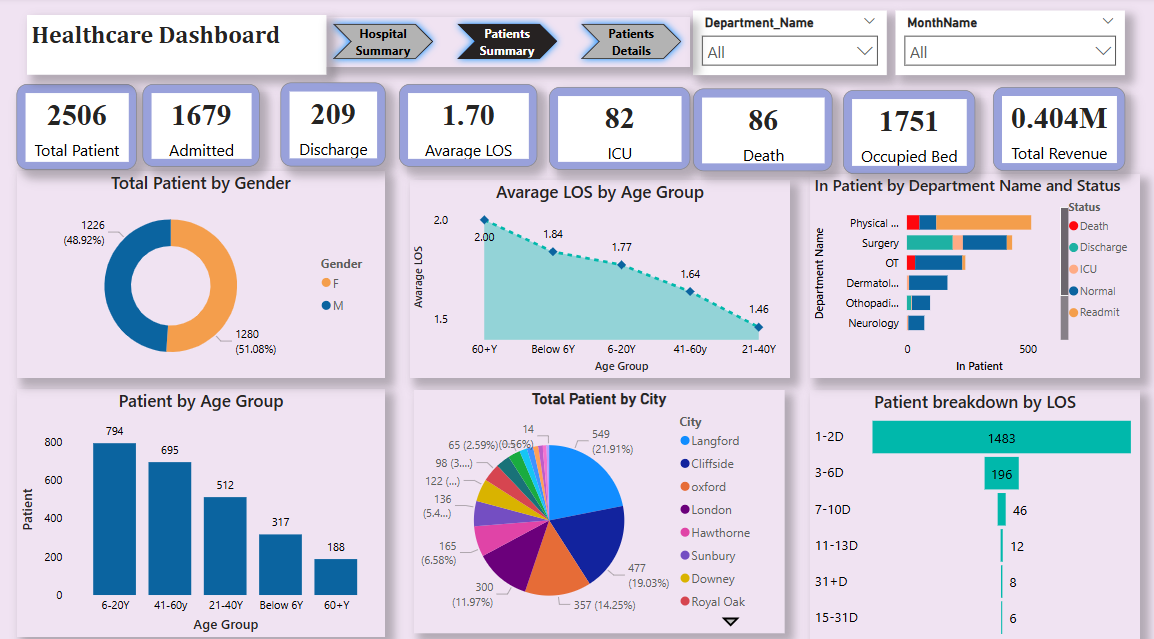 Healthcare Dashboard
Hospital
Summary
Patients
Summary
Patients
Details
Department_Name
All
MonthName
All
2506
Total Patient
1679
Admitted
209
Discharge
1.70
Avarage LOS
82
ICU
86
Death
1751
Occupied Bed
0.404M
Total Revenue
Total Patient by Gender
1226
(48.92%)
1280
(51.08%)
Gender
F
M
Avarage LOS by Age Group
Avarage LOS
2.0
1.5
2.00
1.84
1.77
1.64
1.46
60+Y
Below 6Y
6-20Y
41-60y
21-40Y
Age Group
In Patient by Department Name and Status
Department Name
Physical ...
Surgery
OT
Dermatol...
Othopadi...
Neurology
0
500
In Patient
Status
Death
Discharge
ICU
Normal
Readmit
Patient by Age Group
Patient
800
600
400
200
0
794
695
512
317
188
6-20Y
41-60y
21-40Y
Below 6Y
60+Y
Age Group
Total Patient by City
549
(21.91%)
477
(19.03%)
357 (14.25%)
300
(11.97%)
165
(6.58%)
136
(5.4...)
122 (...)
98 (3....)
65 (2.59%)
14
(0.56%)
City
Langford
Cliffside
oxford
London
Hawthorne
Sunbury
Downey
Royal Oak
Patient breakdown by LOS
1-2D
1483
3-6D
196
7-10D
46
11-13D
12
31+D
8
15-31D
6